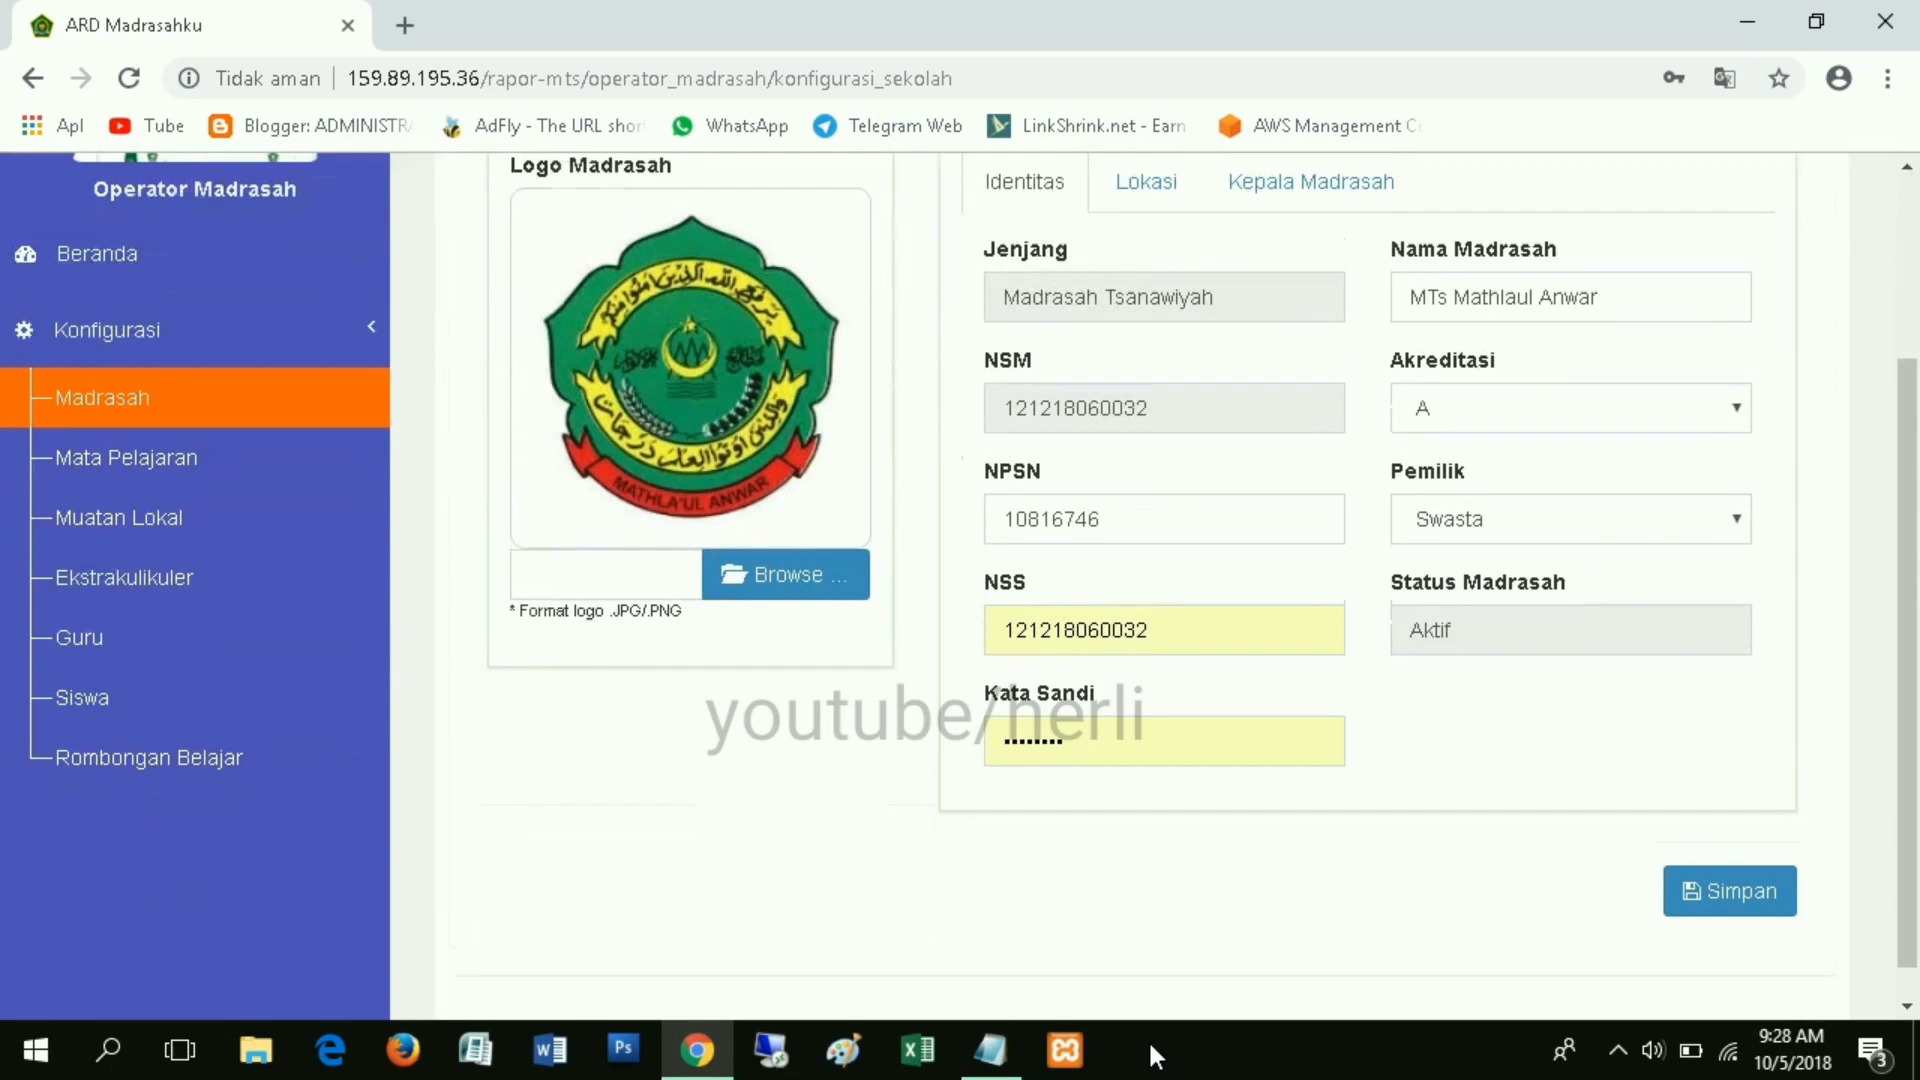 ARD Madrasahku
Tidak aman | 159.89.195.36/rapor-mts/operator_madrasah/konfigurasi_sekolah
Apl Tube Blogger: ADMINISTRA AdFly - The URL shor WhatsApp Telegram Web LinkShrink.net - Earn AWS Management C
Operator Madrasah
Beranda
Konfigurasi
Madrasah
Mata Pelajaran
Muatan Lokal
Ekstrakulikuler
Guru
Siswa
Rombongan Belajar
Logo Madrasah
MATHLA'UL ANWAR
Browse ...
* Format logo .JPG/.PNG
Identitas Lokasi Kepala Madrasah
Jenjang
Madrasah Tsanawiyah
Nama Madrasah
MTs Mathlaul Anwar
NSM
121218060032
Akreditasi
A
NPSN
10816746
Pemilik
Swasta
NSS
121218060032
Status Madrasah
Aktif
Kata Sandi
........
youtube/herli
Simpan
Ps
9:28 AM
10/5/2018
3